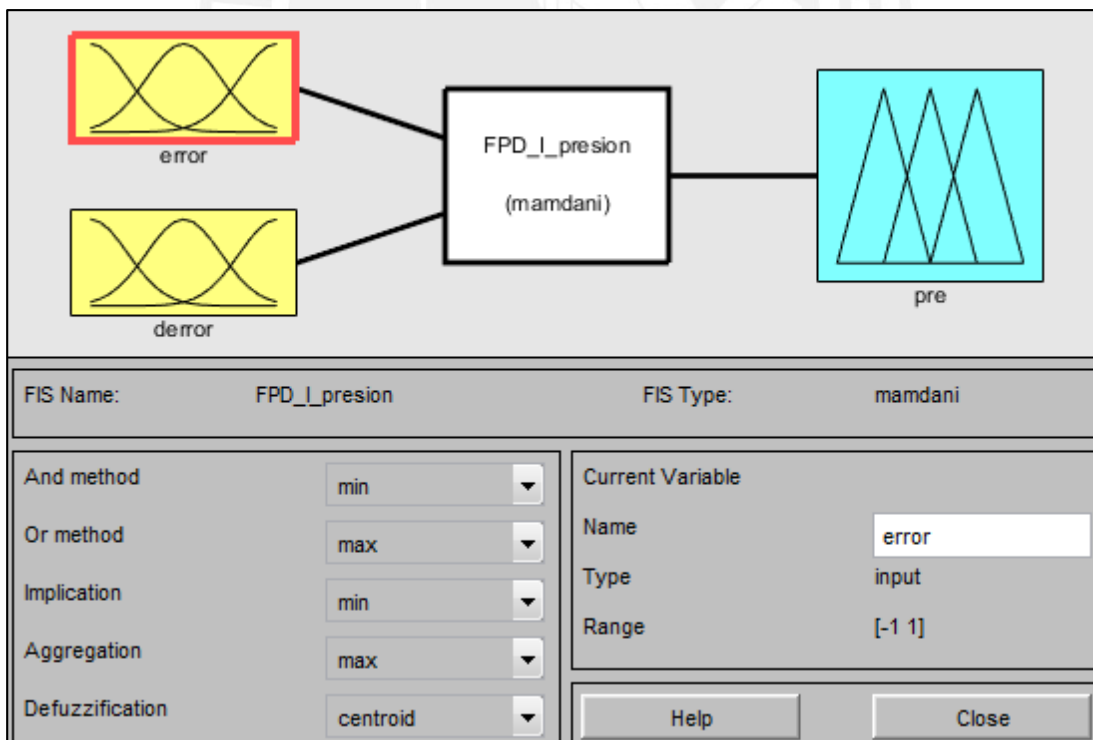 error
FPD_I_presion
(mamdani)
derror
pre
FIS Name: FPD_I_presion FIS Type: mamdani
And method min
Or method max
Implication min
Aggregation max
Defuzzification centroid
Current Variable
Name error
Type input
Range [-1 1]
Help Close